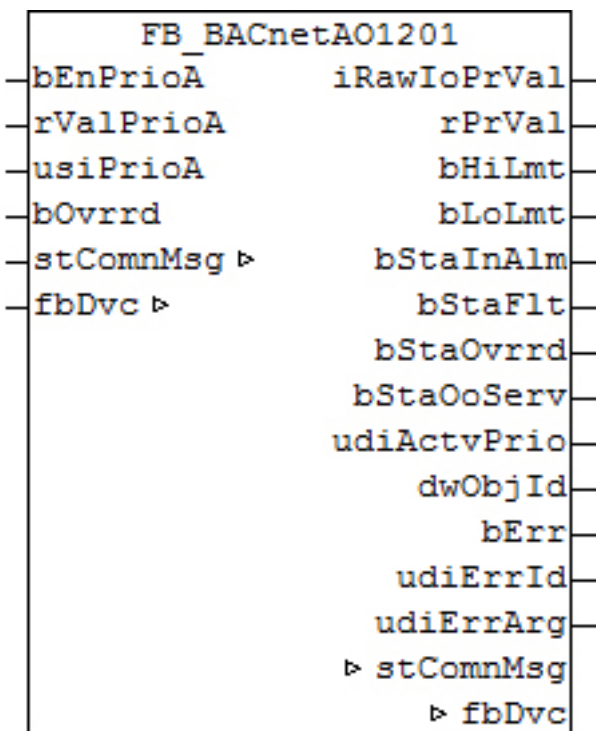 FB_BACnetAO1201
bEnPrioA iRawIoPrVal
rValPrioA rPrVal
usiPrioA bHiLmt
bOvrrd bLoLmt
stComnMsg ▷ bStaInAlm
fbDvc ▷ bStaFlt
bStaOvrrd
bStaOoServ
udiActvPrio
dwObjId
bErr
udiErrId
udiErrArg
▷ stComnMsg
▷ fbDvc